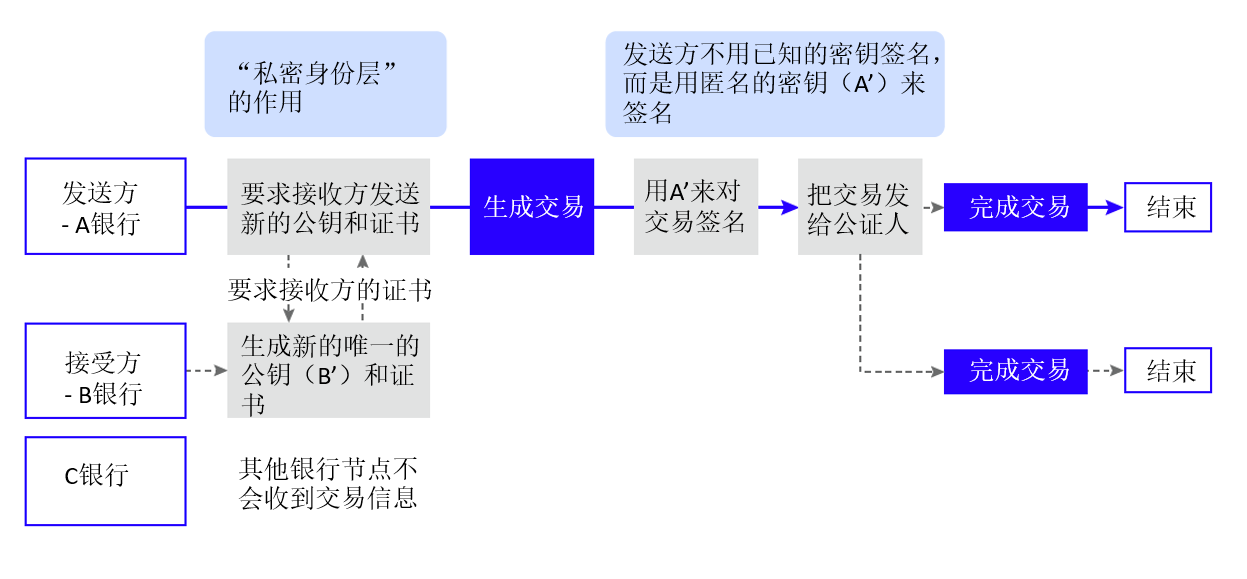 “私密身份层”
的作用
发送方不用已知的密钥签名，
而是用匿名的密钥（A’）来
签名
发送方
- A银行
要求接收方发送
新的公钥和证书
生成交易
用A’来对
交易签名
把交易发
给公证人
完成交易
结束
要求接收方的证书
接受方
- B银行
生成新的唯一的
公钥（B’）和证
书
完成交易
结束
C银行
其他银行节点不
会收到交易信息